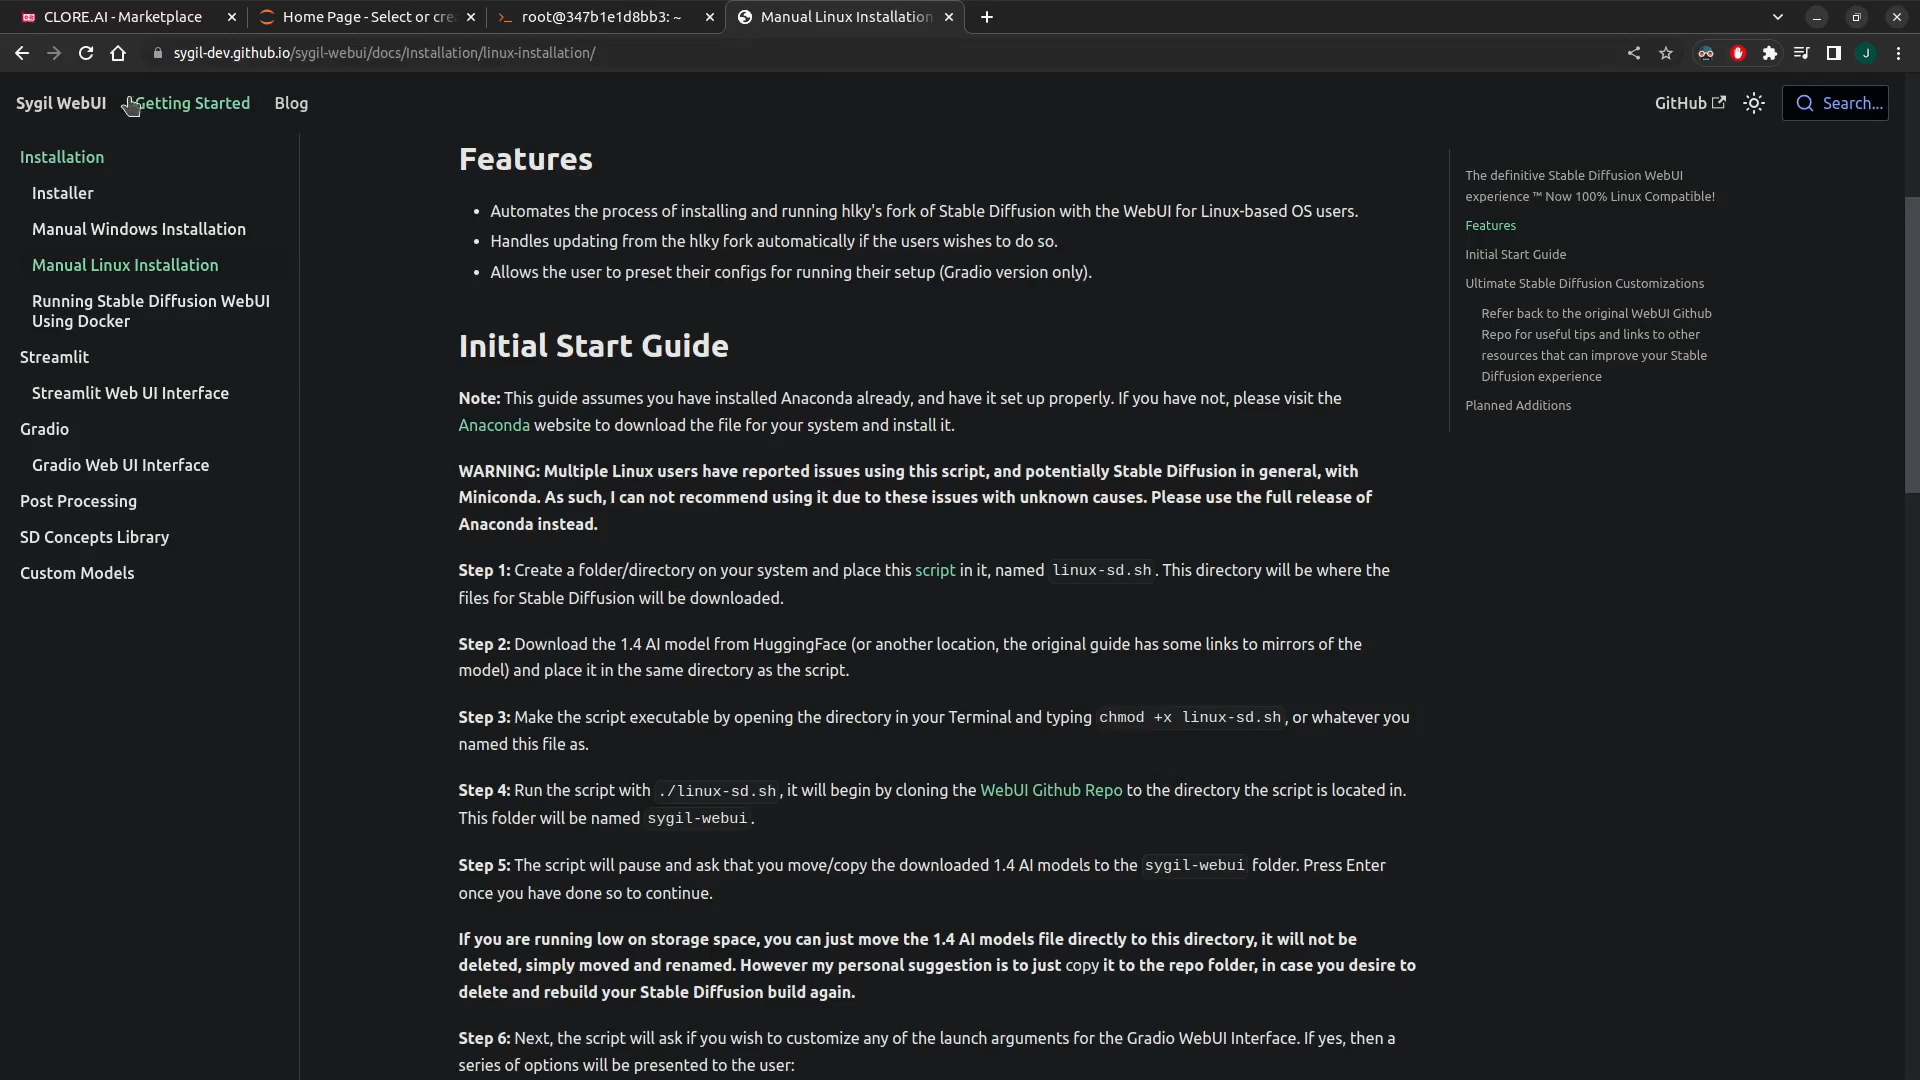 CLORE.AI - Marketplace
Home Page - Select or cre
root@347b1e1d8bb3: ~
Manual Linux Installation
sygil-dev.github.io/sygil-webui/docs/Installation/linux-installation/
J
Sygil WebUI
Getting Started
Blog
GitHub
Search...
Installation
Installer
Manual Windows Installation
Manual Linux Installation
Running Stable Diffusion WebUI
Using Docker
Streamlit
Streamlit Web UI Interface
Gradio
Gradio Web UI Interface
Post Processing
SD Concepts Library
Custom Models
Features
• Automates the process of installing and running hlky's fork of Stable Diffusion with the WebUI for Linux-based OS users.
• Handles updating from the hlky fork automatically if the users wishes to do so.
• Allows the user to preset their configs for running their setup (Gradio version only).
Initial Start Guide
Note: This guide assumes you have installed Anaconda already, and have it set up properly. If you have not, please visit the
Anaconda website to download the file for your system and install it.
WARNING: Multiple Linux users have reported issues using this script, and potentially Stable Diffusion in general, with
Miniconda. As such, I can not recommend using it due to these issues with unknown causes. Please use the full release of
Anaconda instead.
Step 1: Create a folder/directory on your system and place this script in it, named linux-sd.sh. This directory will be where the
files for Stable Diffusion will be downloaded.
Step 2: Download the 1.4 AI model from HuggingFace (or another location, the original guide has some links to mirrors of the
model) and place it in the same directory as the script.
Step 3: Make the script executable by opening the directory in your Terminal and typing chmod +x linux-sd.sh, or whatever you
named this file as.
Step 4: Run the script with ./linux-sd.sh, it will begin by cloning the WebUI Github Repo to the directory the script is located in.
This folder will be named sygil-webui.
Step 5: The script will pause and ask that you move/copy the downloaded 1.4 AI models to the sygil-webui folder. Press Enter
once you have done so to continue.
If you are running low on storage space, you can just move the 1.4 AI models file directly to this directory, it will not be
deleted, simply moved and renamed. However my personal suggestion is to just copy it to the repo folder, in case you desire to
delete and rebuild your Stable Diffusion build again.
Step 6: Next, the script will ask if you wish to customize any of the launch arguments for the Gradio WebUI Interface. If yes, then a
series of options will be presented to the user:
The definitive Stable Diffusion WebUI
experience ™ Now 100% Linux Compatible!
Features
Initial Start Guide
Ultimate Stable Diffusion Customizations
Refer back to the original WebUI Github
Repo for useful tips and links to other
resources that can improve your Stable
Diffusion experience
Planned Additions